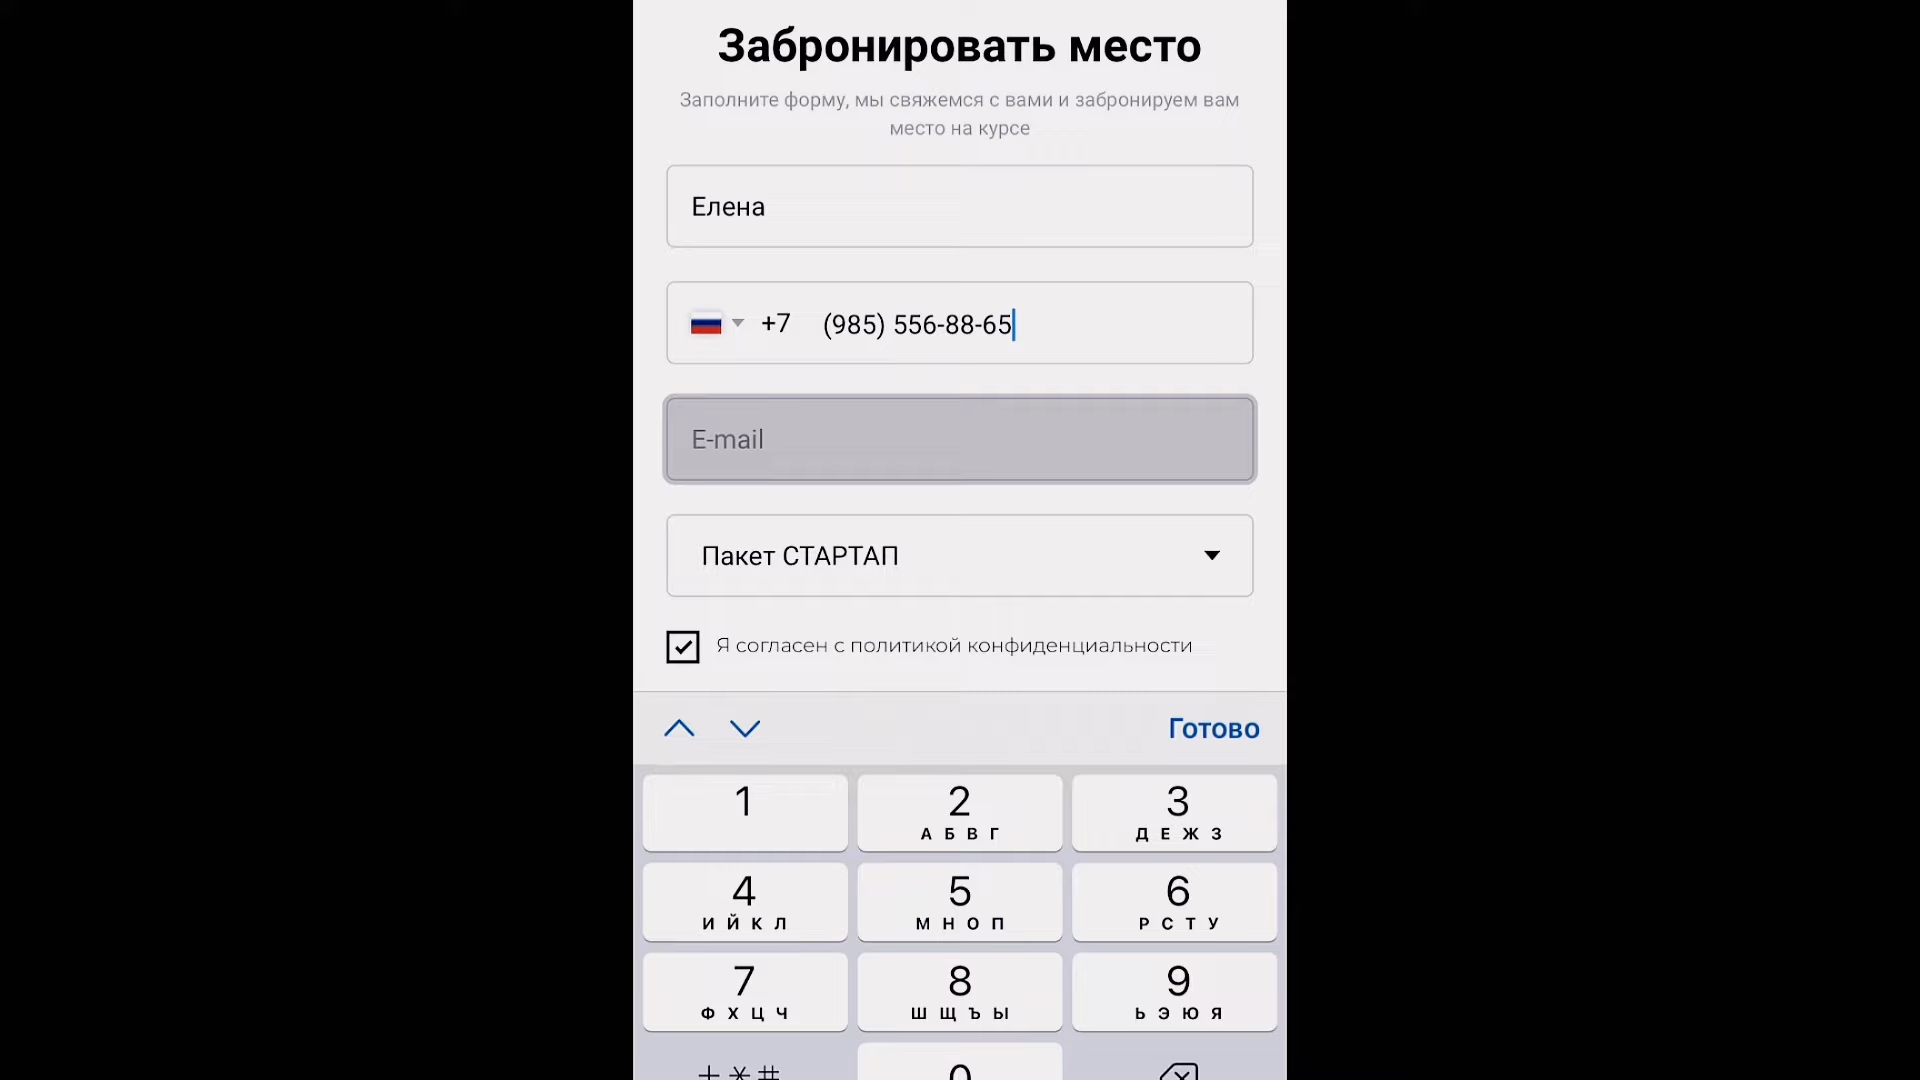 Забронировать место
Заполните форму, мы свяжемся с вами и забронируем вам
место на курсе
Елена
+7 (985) 556-88-65
E-mail
Пакет СТАРТАП
Я согласен с политикой конфиденциальности
Готово
1 2 3
А Б В Г Д Е Ж З
4 5 6
И Й К Л М Н О П Р С Т У
7 8 9
Ф Х Ц Ч Ш Щ Ъ Ы Ь Э Ю Я
+ * # 0